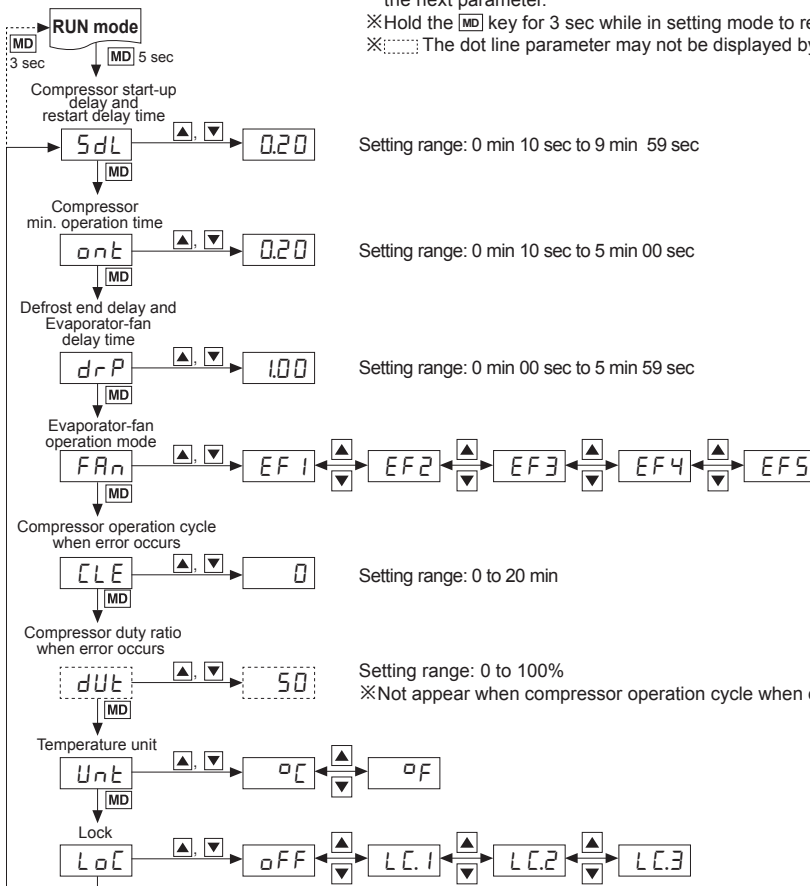 the next parameter.
※Hold the MD key for 3 sec while in setting mode to
※ The dot line parameter may not be displayed
RUN mode
MD
3 sec
MD 5 sec
Compressor start-up
delay and
restart delay time
SdL ▲, ▼ 0.20 Setting range: 0 min 10 sec to 9 min 59 sec
MD
Compressor
min. operation time
ont ▲, ▼ 0.20 Setting range: 0 min 10 sec to 5 min 00 sec
MD
Defrost end delay and
Evaporator-fan
delay time
drP ▲, ▼ 1.00 Setting range: 0 min 00 sec to 5 min 59 sec
MD
Evaporator-fan
operation mode
FAn ▲, ▼ EF1 ▲ ▼ EF2 ▲ ▼ EF3 ▲ ▼ EF4 ▲ ▼ EF5
MD
Compressor operation cycle
when error occurs
CLE ▲, ▼ 0 Setting range: 0 to 20 min
MD
Compressor duty ratio
when error occurs
dUt ▲, ▼ 50 Setting range: 0 to 100%
※Not appear when compressor operation cycle when
MD
Temperature unit
Unt ▲, ▼ °C ▲ ▼ °F
MD
Lock
LoC ▲, ▼ oFF ▲ ▼ LC.1 ▲ ▼ LC.2 ▲ ▼ LC.3